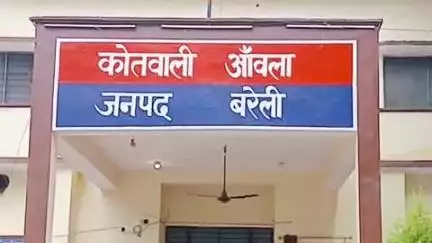 कोतवाली आँवला
जनपद बरेली